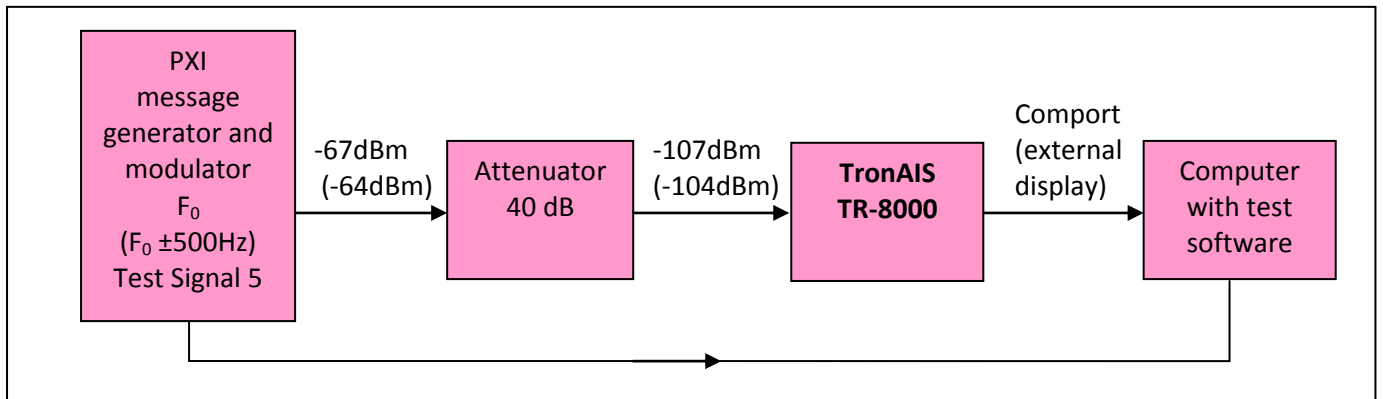 PXI
message
generator and
modulator
F₀
(F₀ ±500Hz)
Test Signal 5
-67dBm
(-64dBm)
Attenuator
40 dB
-107dBm
(-104dBm)
TronAIS
TR-8000
Comport
(external
display)
Computer
with test
software